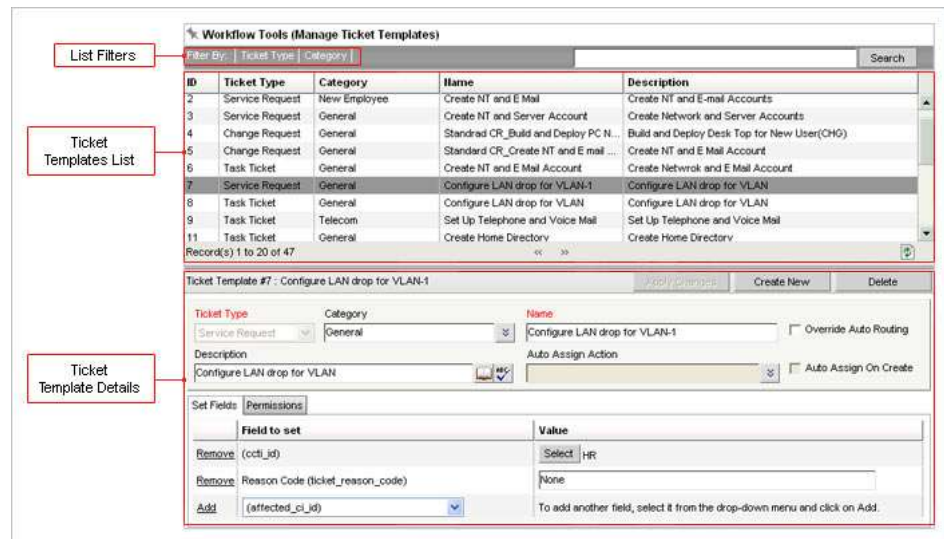 Workflow Tools (Manage Ticket Templates)
List Filters
Filter By: | Ticket Type | Category |
Search
ID Ticket Type Category Name Description
2 Service Request New Employee Create NT and E Mail Create NT and E-mail Accounts
3 Service Request General Create NT and Server Account Create Network and Server Accounts
4 Change Request General Standrad CR_Build and Deploy PC N... Build and Deploy Desk Top for New User(CHG)
Ticket
Templates List
5 Change Request General Standard CR_Create NT and E mail ... Create NT and E Mail Account
6 Task Ticket General Create NT and E Mail Account Create Netwrok and E Mail Account
7 Service Request General Configure LAN drop for VLAN-1 Configure LAN drop for VLAN
8 Task Ticket General Configure LAN drop for VLAN Configure LAN drop for VLAN
9 Task Ticket Telecom Set Up Telephone and Voice Mail Set Up Telephone and Voice Mail
11 Task Ticket General Create Home Directory Create Home Directory
Record(s) 1 to 20 of 47 << >>
Ticket Template #7 : Configure LAN drop for VLAN-1
Apply Changes Create New Delete
Ticket Type Category Name
Service Request General Configure LAN drop for VLAN-1 Override Auto Routing
Description Auto Assign Action
Configure LAN drop for VLAN ABC Auto Assign On Create
Ticket
Template Details
Set Fields Permissions
Field to set Value
Remove (ccti_id) Select HR
Remove Reason Code (ticket_reason_code) None
Add (affected_ci_id) To add another field, select it from the drop-down menu and click on Add.